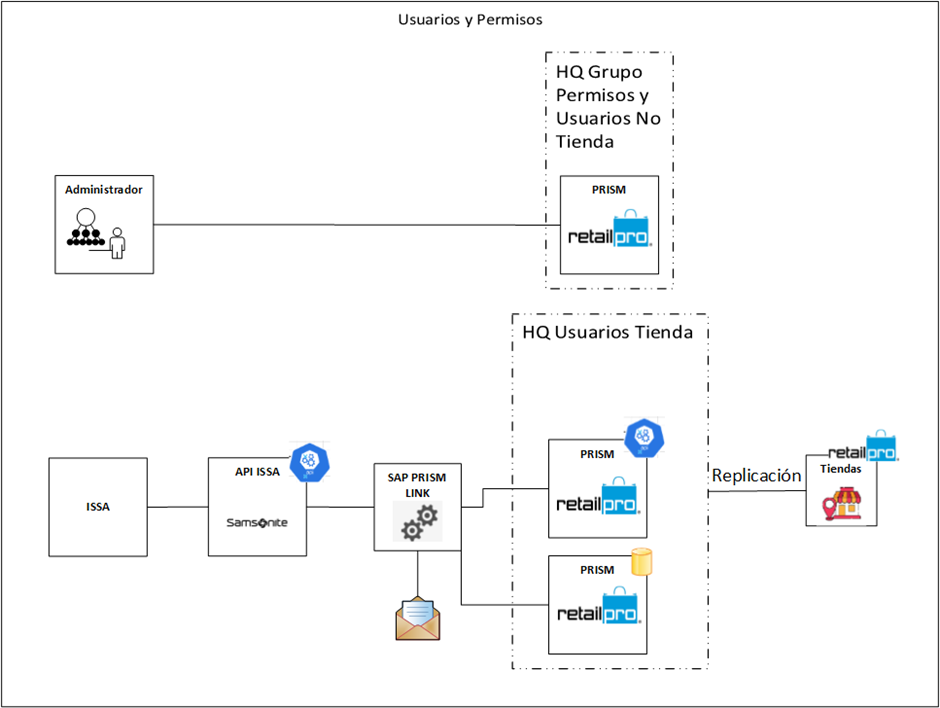 Usuarios y Permisos
HQ Grupo
Permisos y
Usuarios No
Tienda
Administrador
PRISM
retailpro.
HQ Usuarios Tienda
ISSA
API ISSA
Samsonite
SAP PRISM
LINK
PRISM
retailpro.
PRISM
retailpro.
Replicación
retailpro.
Tiendas